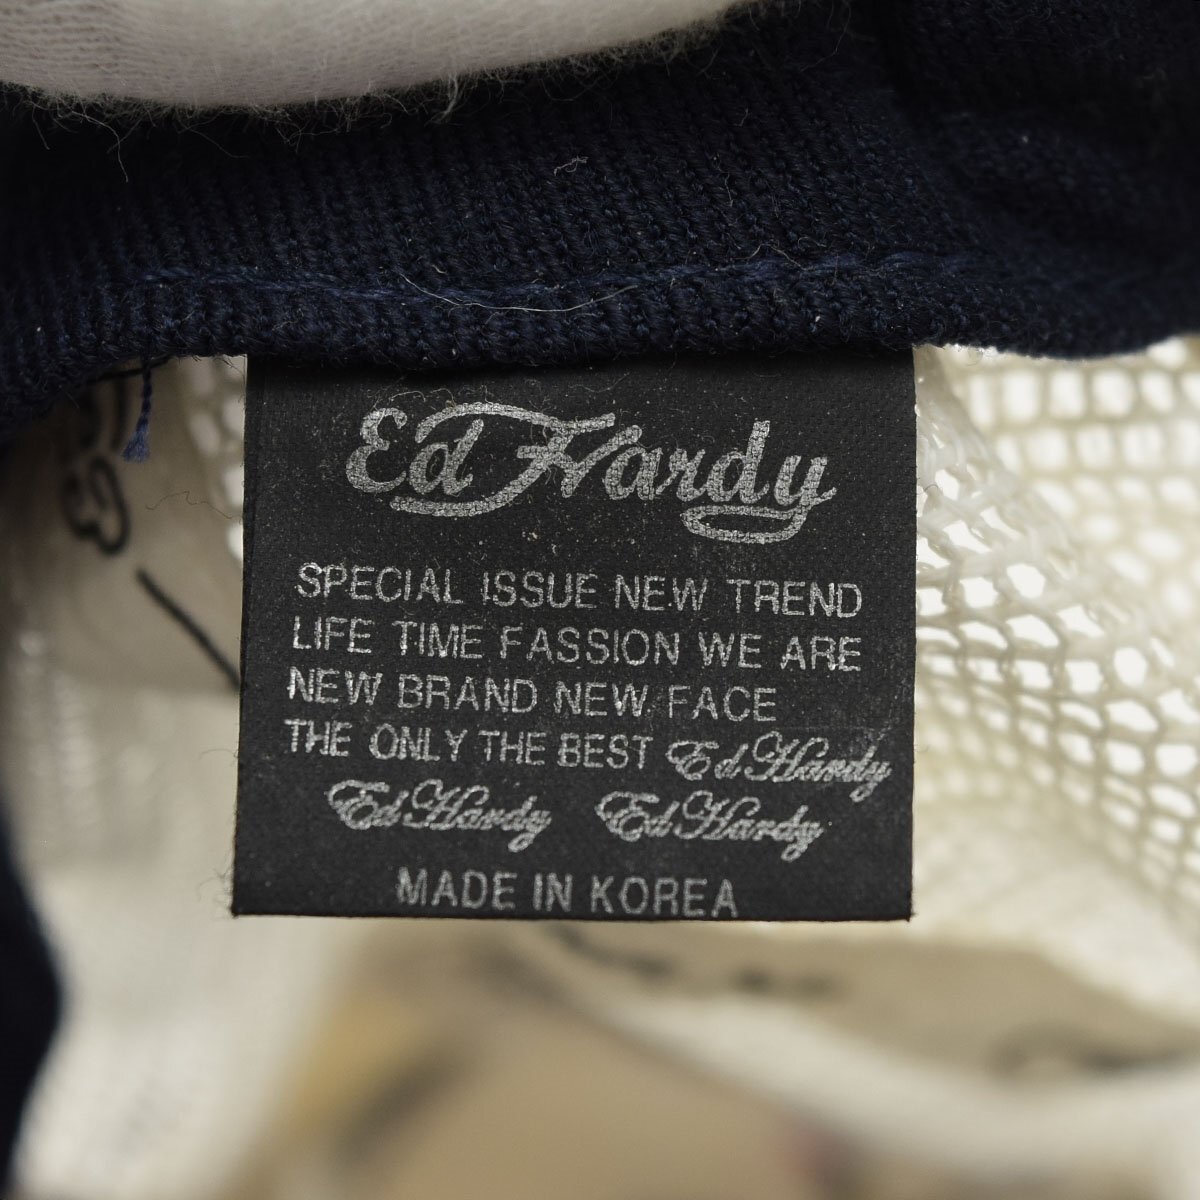 Ed Hardy
SPECIAL ISSUE NEW TREND
LIFE TIME FASSION WE ARE
NEW BRAND NEW FACE
THE ONLY THE BEST Ed Hardy
Ed Hardy Ed Hardy
MADE IN KOREA